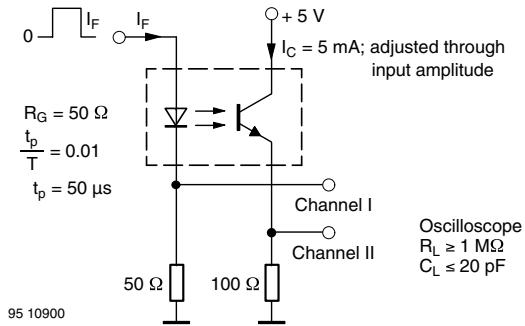 0
I_F
I_F
+ 5 V
I_C = 5 mA; adjusted through
input amplitude
R_G = 50 Ω
t_p
T
= 0.01
t_p = 50 µs
Channel I
Channel II
50 Ω
100 Ω
Oscilloscope
R_L ≥ 1 MΩ
C_L ≤ 20 pF
95 10900